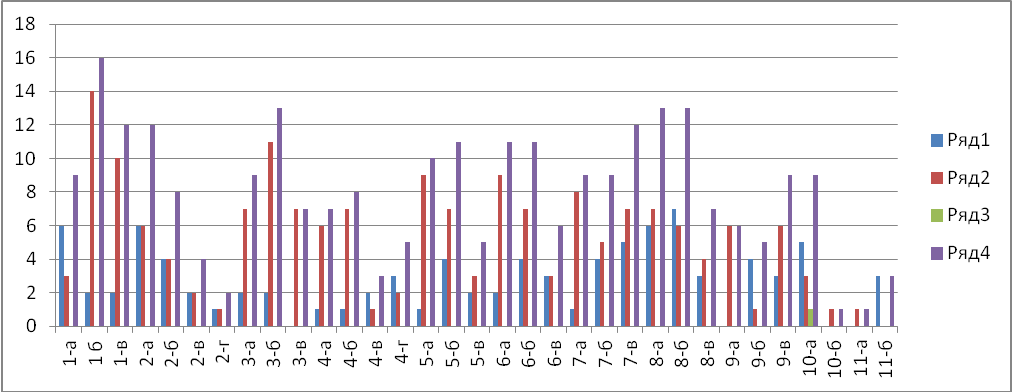 18
16
14
12
10
8
6
4
2
0
1-а
1 б
1-в
2-а
2-б
2-в
2-г
3-а
3-б
3-в
4-а
4-б
4-в
4-г
5-а
5-б
5-в
6-а
6-б
6-в
7-а
7-б
7-в
8-а
8-б
8-в
9-а
9-б
9-в
10-а
10-б
11-а
11-б
Ряд1
Ряд2
Ряд3
Ряд4